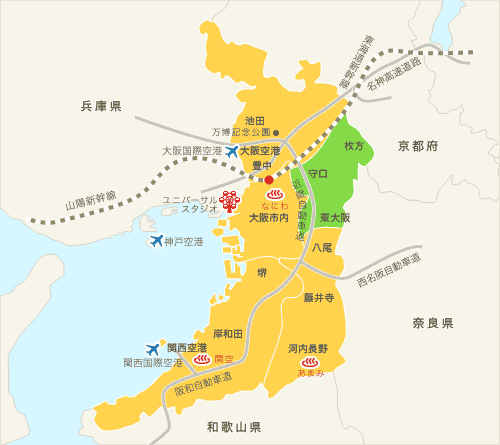 東海道新幹線
名神高速道路
兵庫県
池田
万博記念公園
京都府
枚方
大阪国際空港
大阪空港
豊中
守口
近畿自動車道
山陽新幹線
ユニバーサル
スタジオ
なにわ
大阪市内
東大阪
神戸空港
八尾
堺
西名阪自動車道
藤井寺
岸和田
奈良県
関西空港
関西国際空港
関空
河内長野
あまみ
阪和自動車道
和歌山県